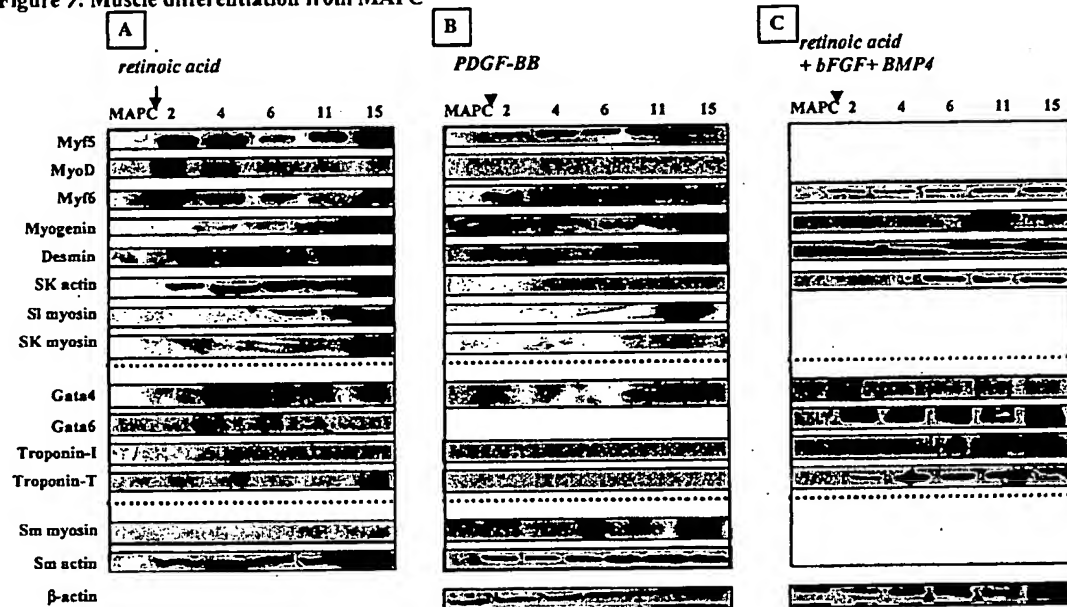 Figure 7: Muscle differentiation from MAPC
A
retinoic acid
MAPC 2 4 6 11 15
B
PDGF-BB
MAPC 2 4 6 11 15
C
retinoic acid
+ bFGF+ BMP4
MAPC 2 4 6 11 15
Myf5
MyoD
Myf6
Myogenin
Desmin
SK actin
Sl myosin
SK myosin
Gata4
Gata6
Troponin-I
Troponin-T
Sm myosin
Sm actin
β-actin